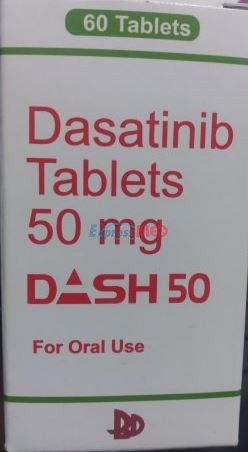 60 Tablets
Dasatinib
Tablets
50 mg
DASH 50
For Oral Use